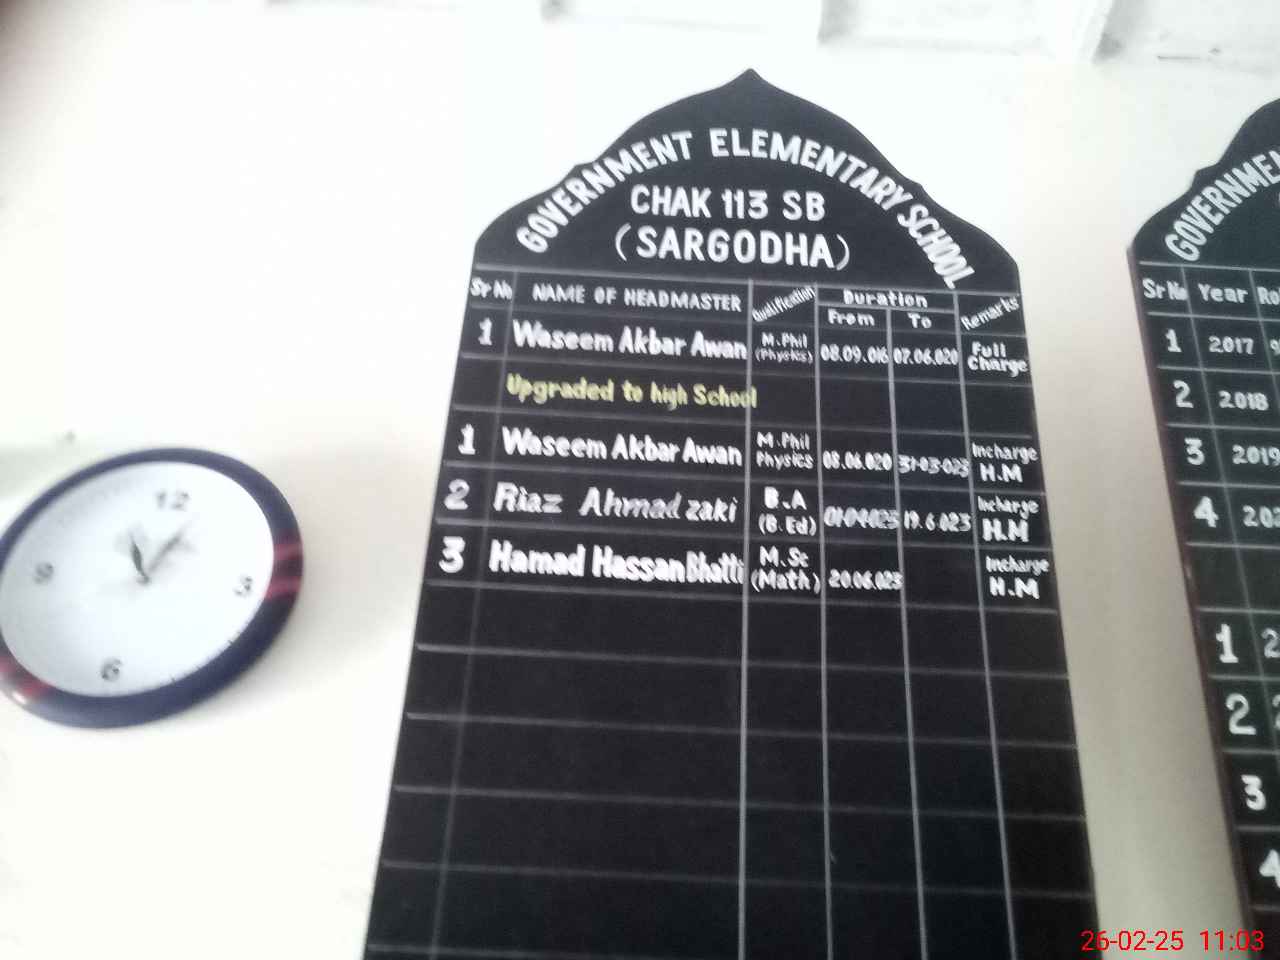 GOVERNMENT ELEMENTARY SCHOOL
CHAK 113 SB
(SARGODHA)
Sr No NAME OF HEADMASTER Qualification Duration From To Remarks
1 Waseem Akbar Awan M.Phil (Physics) 08.09.016 07.06.020 Full Charge
Upgraded to high School
1 Waseem Akbar Awan M.Phil Physics 08.06.020 31-03-023 Incharge H.M
2 Riaz Ahmad zaki B.A (B.Ed) 01-04-023 19.6.023 Incharge H.M
3 Hamad Hassan Bhatti M.Sc (Math) 20.06.023 Incharge H.M
12
3
6
9
Sr No Year
1 2017
2 2018
3 2019
4
1
2
3
4
26-02-25 11:03